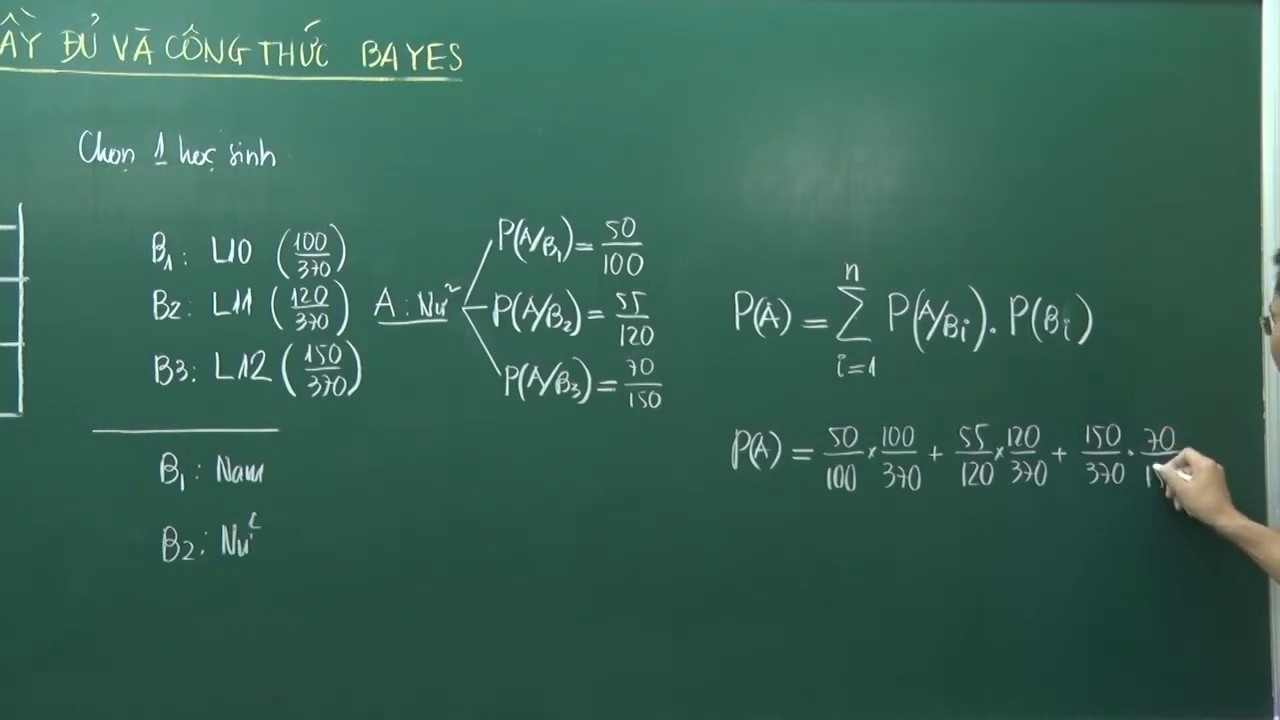 ẦY ĐỦ VÀ CÔNG THỨC BAYES
Chọn 1 học sinh
B₁: L10 (100/370)
B2: L11 (120/370)
B3: L12 (150/370)
A: Nữ
P(A/B₁) = 50/100
P(A/B₂) = 55/120
P(A/B₃) = 70/150
B₁: Nam
B2: Nữ
P(A) = ∑ⁿᵢ₌₁ P(A/Bi) . P(Bi)
P(A) = 50/100 × 100/370 + 55/120 × 120/370 + 150/370 . 70/